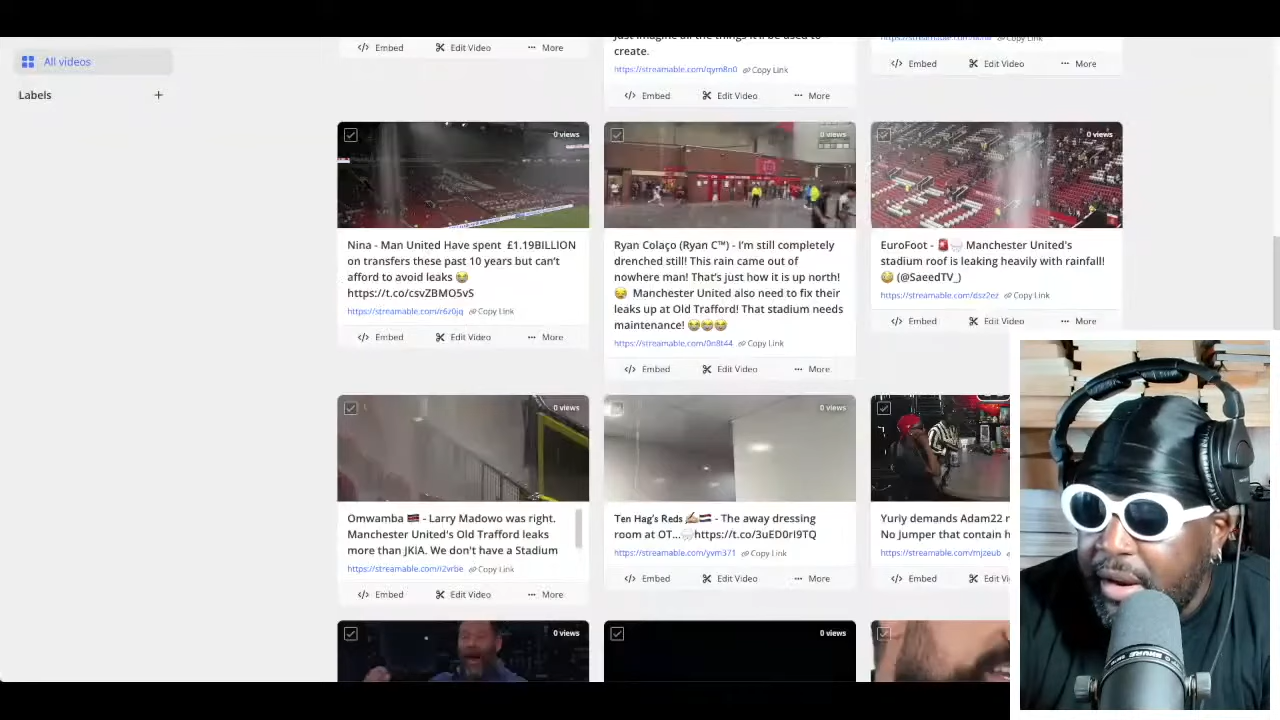 All videos
Labels
Embed
Edit Video
More
create.
https://streamable.com/qym8n0
Copy Link
Embed
Edit Video
More
Copy Link
Embed
Edit Video
More
0 views
Nina - Man United Have spent £1.19BILLION
on transfers these past 10 years but can't
afford to avoid leaks 😂
https://t.co/csvZBMO5vS
https://streamable.com/r6z0jq
Copy Link
Embed
Edit Video
More
0 views
Ryan Colaço (Ryan C™) - I'm still completely
drenched still! This rain came out of
nowhere man! That's just how it is up north!
😂 Manchester United also need to fix their
leaks up at Old Trafford! That stadium needs
maintenance! 😂😂😂
https://streamable.com/0n8t44
Copy Link
Embed
Edit Video
More
0 views
EuroFoot - 🚨🌧️ Manchester United's
stadium roof is leaking heavily with rainfall!
😅 (@SaeedTV_)
https://streamable.com/dsz2ez
Copy Link
Embed
Edit Video
More
Omwamba 🇰🇪 - Larry Madowo was right.
Manchester United's Old Trafford leaks
more than JKIA. We don't have a Stadium
https://streamable.com/i2vrbe
Copy Link
Embed
Edit Video
More
0 views
Ten Hag's Reds ✍🏼🇳🇱 - The away dressing
room at OT...🌧️https://t.co/3uED0rI9TQ
https://streamable.com/yvm371
Copy Link
Embed
Edit Video
More
Yuriy demands Adam22
No Jumper that contain
https://streamable.com/mjzeub
Copy
Embed
Edit
0 views
0 views